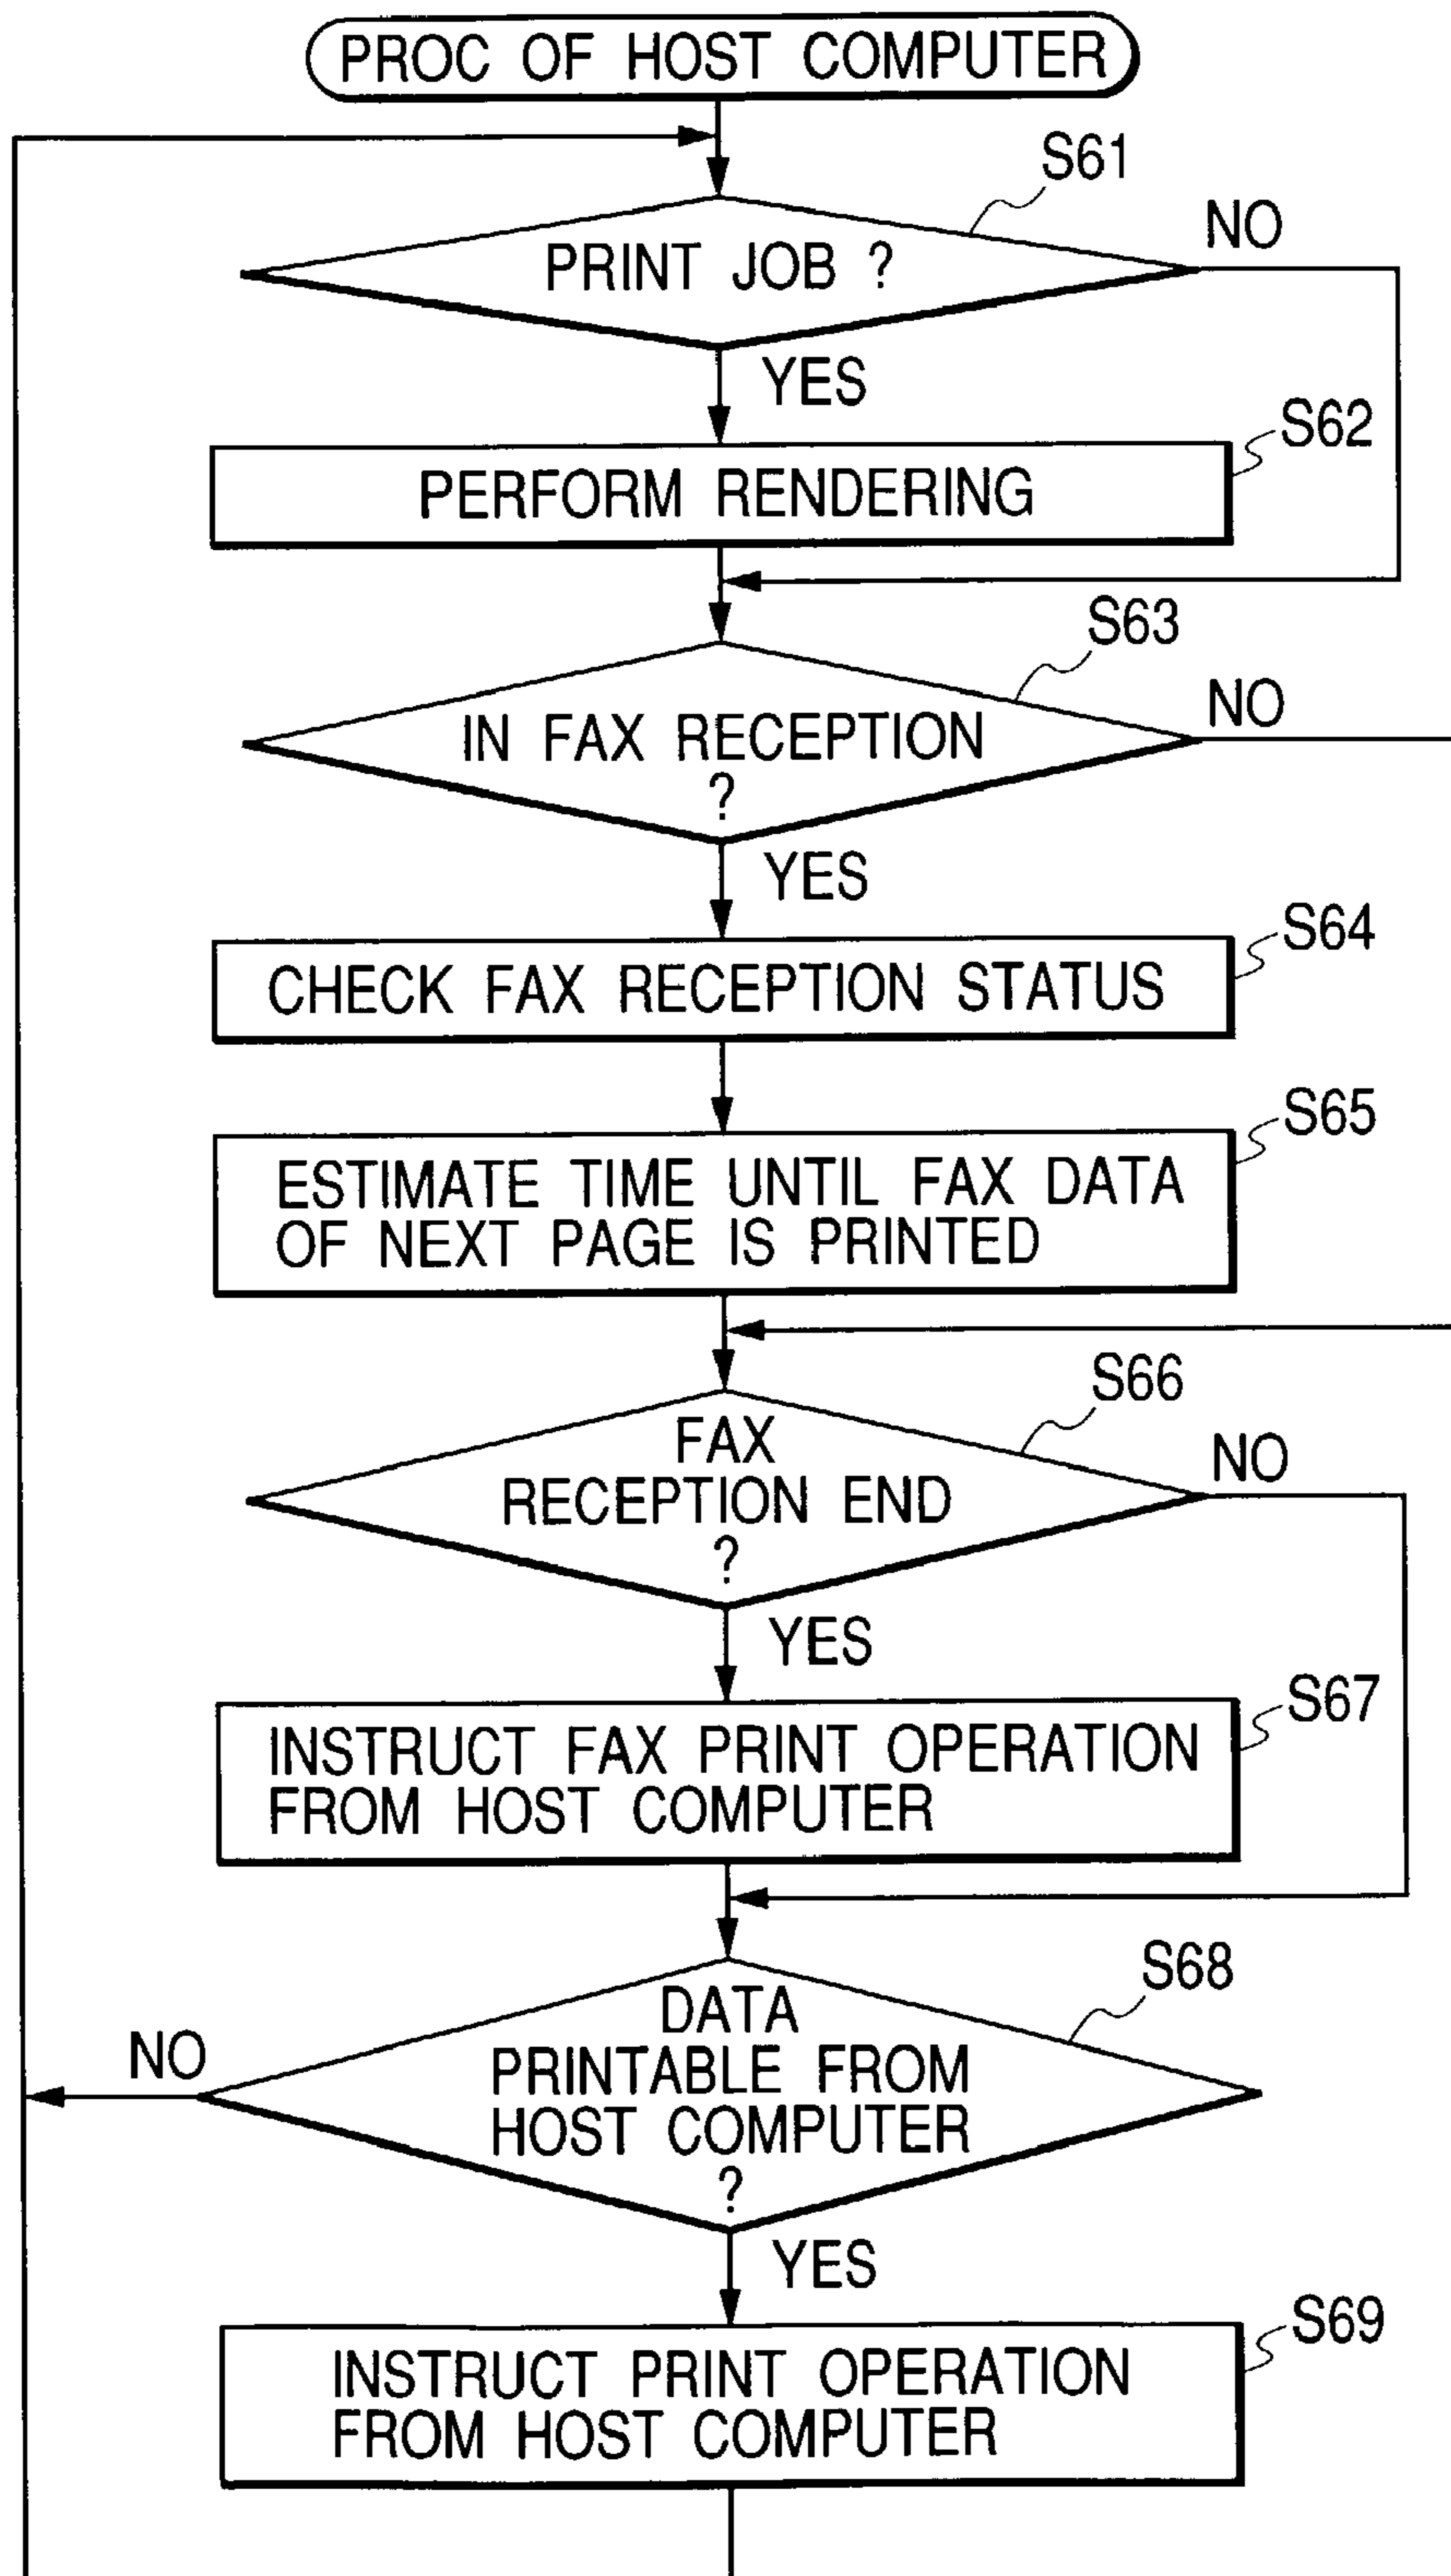 PROC OF HOST COMPUTER
S61
PRINT JOB ?
NO
YES
S62
PERFORM RENDERING
S63
IN FAX RECEPTION
?
NO
YES
S64
CHECK FAX RECEPTION STATUS
S65
ESTIMATE TIME UNTIL FAX DATA
OF NEXT PAGE IS PRINTED
S66
FAX
RECEPTION END
?
NO
YES
S67
INSTRUCT FAX PRINT OPERATION
FROM HOST COMPUTER
S68
DATA
PRINTABLE FROM
HOST COMPUTER
?
NO
YES
S69
INSTRUCT PRINT OPERATION
FROM HOST COMPUTER